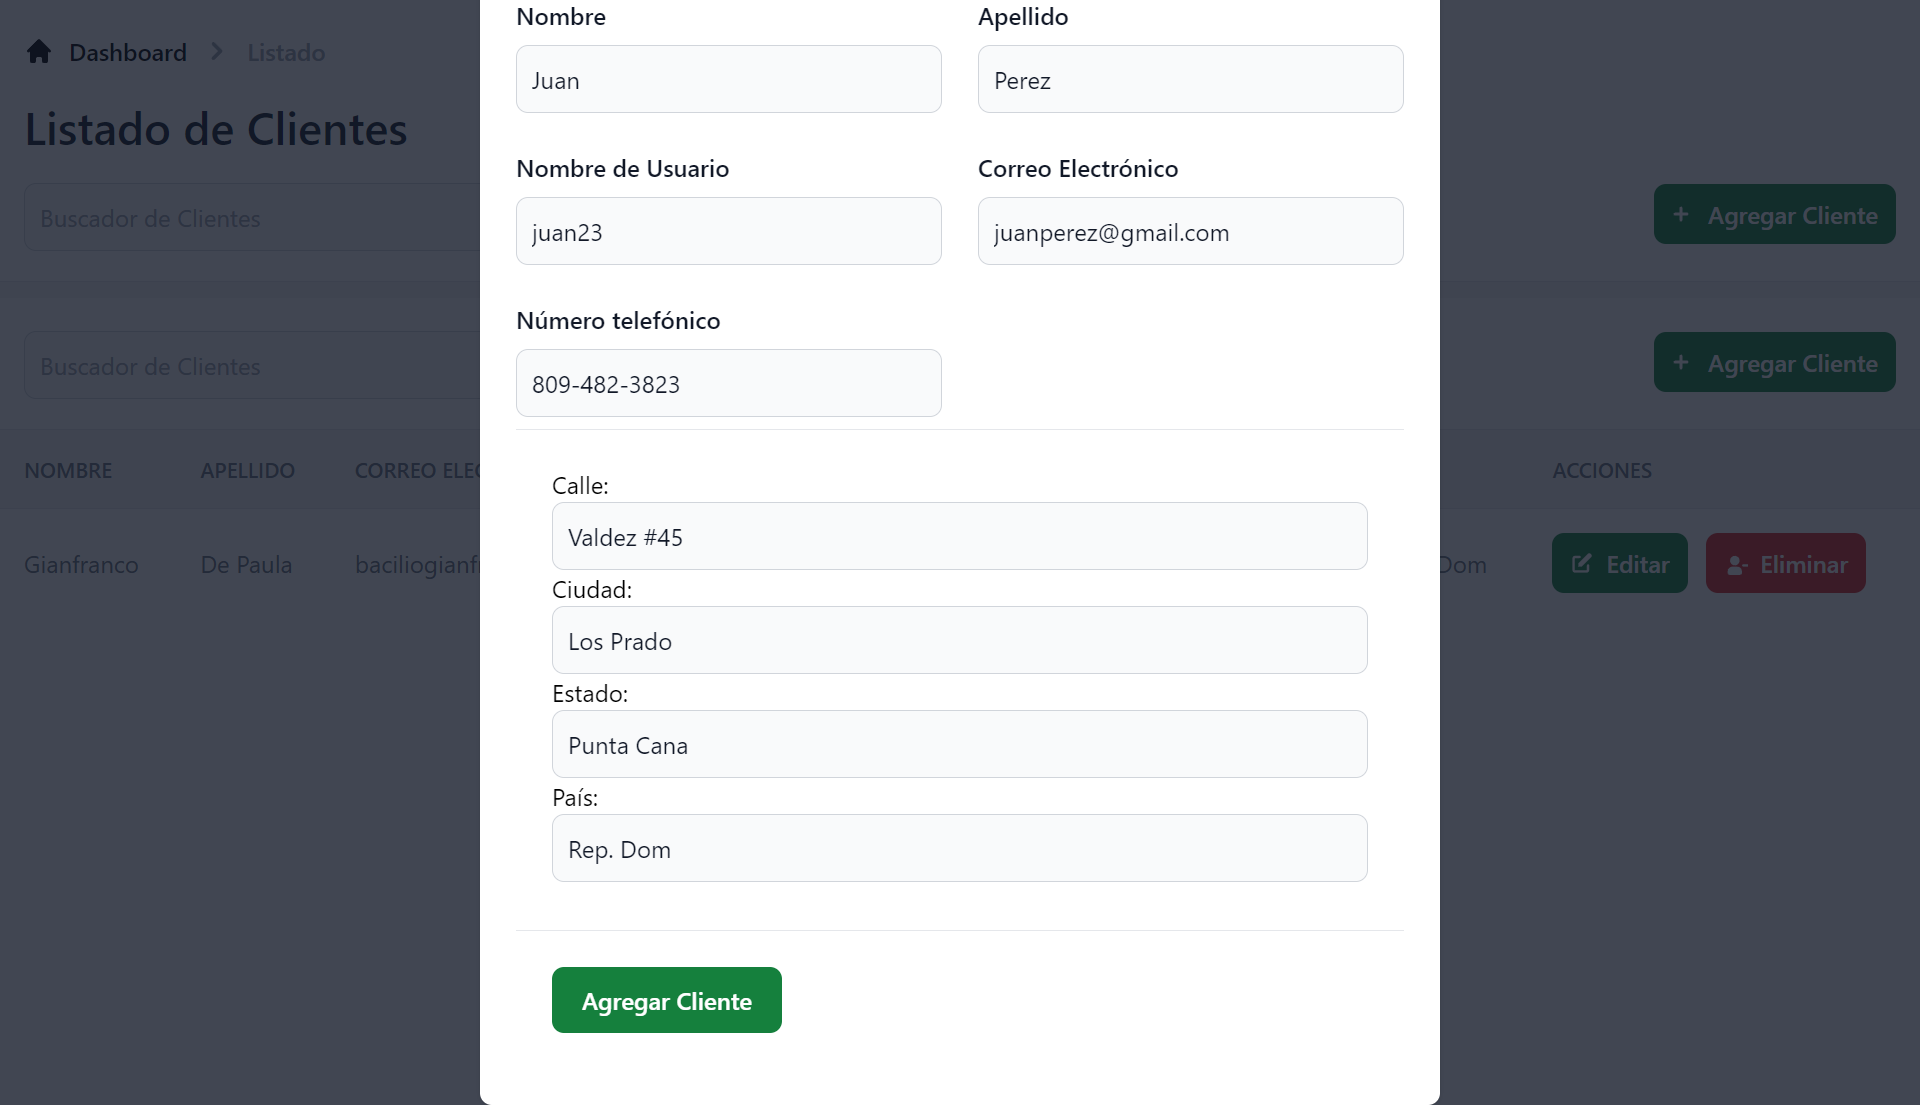 Dashboard Listado
Listado de Clientes
Buscador de Clientes
+ Agregar Cliente
Buscador de Clientes
+ Agregar Cliente
NOMBRE APELLIDO CORREO ELEC ACCIONES
Gianfranco De Paula baciliogianf Dom Editar Eliminar
Nombre Apellido
Juan Perez
Nombre de Usuario Correo Electrónico
juan23 juanperez@gmail.com
Número telefónico
809-482-3823
Calle:
Valdez #45
Ciudad:
Los Prado
Estado:
Punta Cana
País:
Rep. Dom
Agregar Cliente